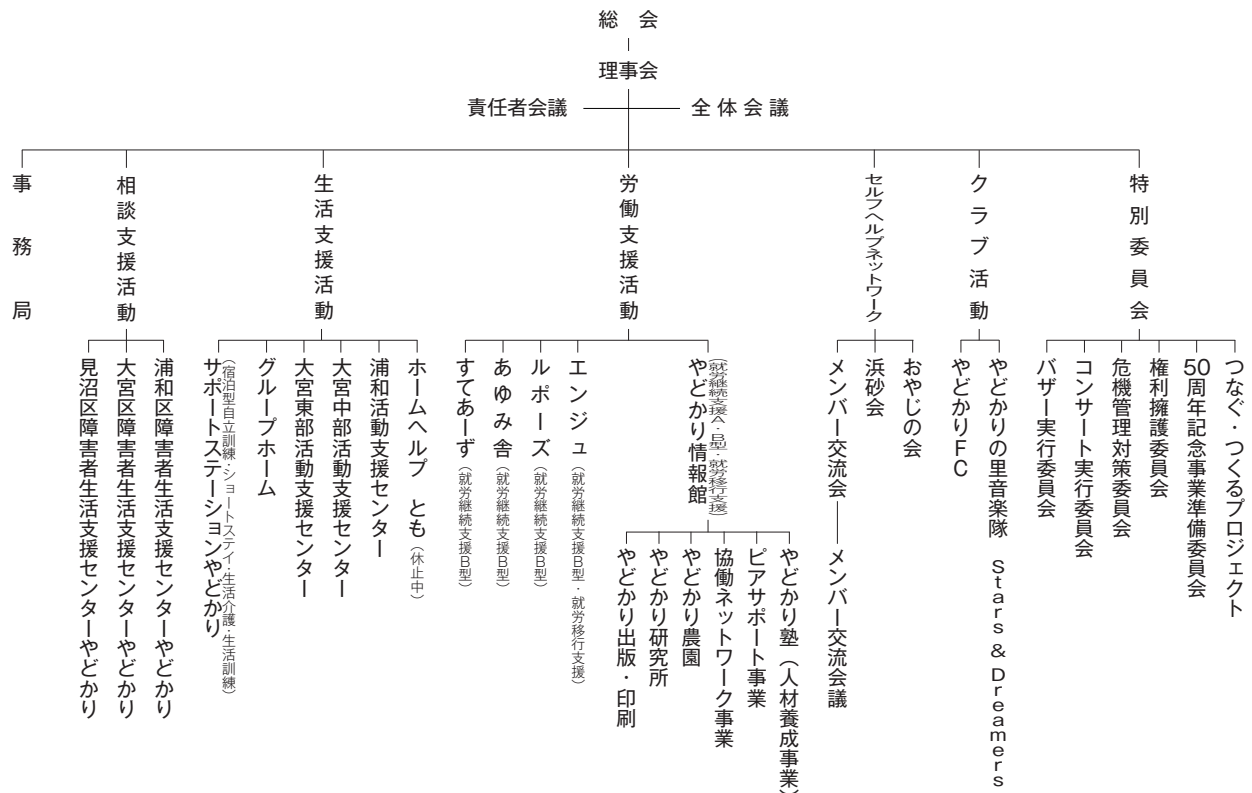 総会
理事会
責任者会議
全体会議
事務局
相談支援活動
生活支援活動
労働支援活動
セルフヘルプネットワーク
クラブ活動
特別委員会
見沼区障害者生活支援センターやどかり
大宮区障害者生活支援センターやどかり
浦和区障害者生活支援センターやどかり
サポートステーションやどかり
(宿泊型自立訓練・ショートステイ・生活介護・生活訓練)
グループホーム
大宮東部活動支援センター
大宮中部活動支援センター
浦和活動支援センター
ホームヘルプ とも(休止中)
すてあーず(就労継続支援B型)
あゆみ舎(就労継続支援B型)
ルポーズ(就労継続支援B型)
エンジュ(就労継続支援B型・就労移行支援)
やどかり情報館
(就労継続支援A・B型・就労移行支援)
やどかり出版・印刷
やどかり研究所
やどかり農園
協働ネットワーク事業
ピアサポート事業
やどかり塾(人材養成事業)
メンバー交流会
メンバー交流会議
浜砂会
おやじの会
やどかりFC
やどかりの里音楽隊 Stars & Dreamers
バザー実行委員会
コンサート実行委員会
危機管理対策委員会
権利擁護委員会
50周年記念事業準備委員会
つなぐ・つくるプロジェクト